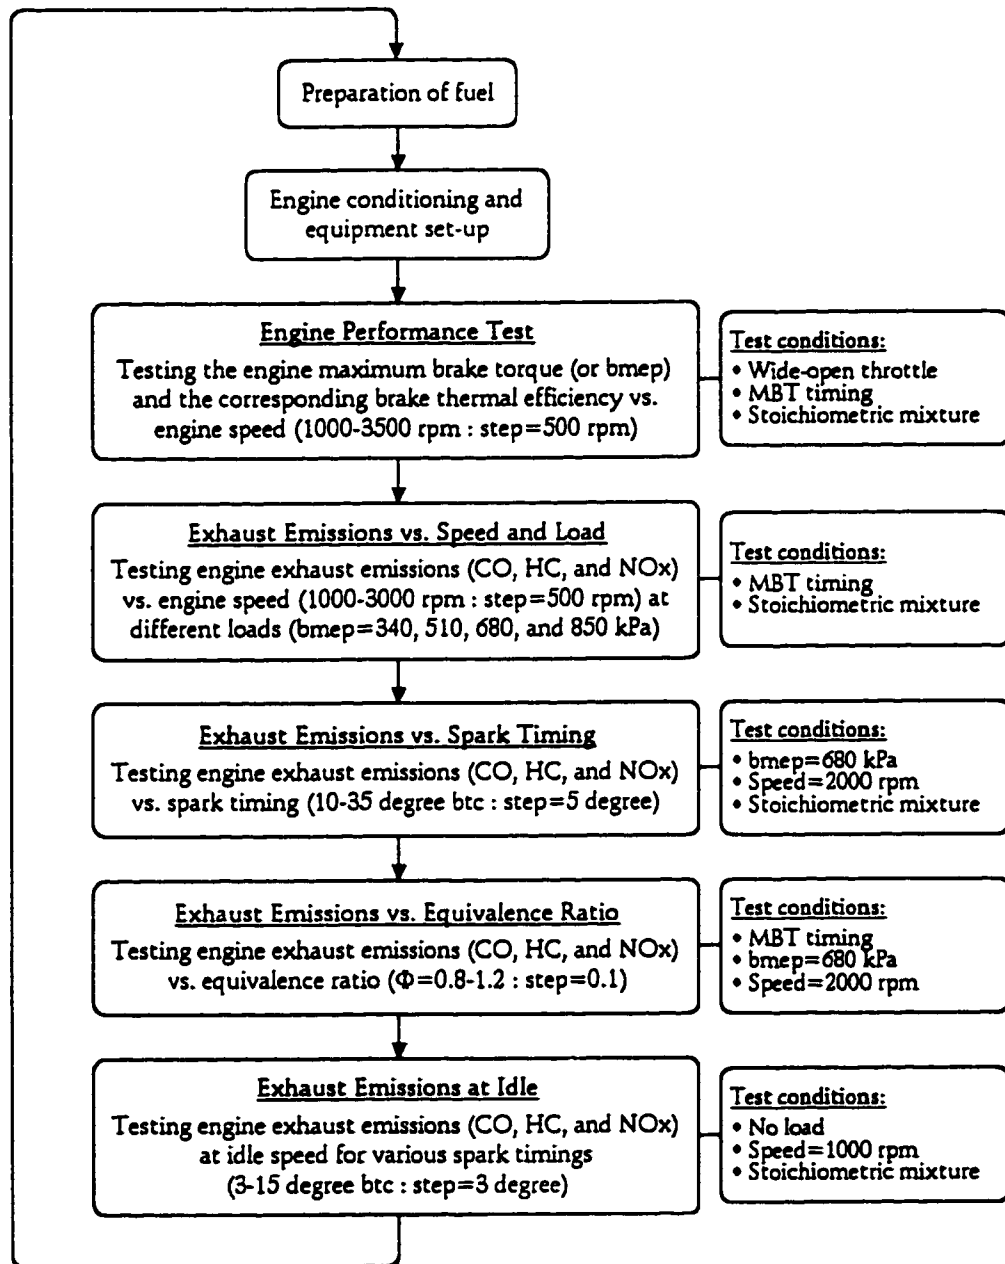 Preparation of fuel
Engine conditioning and
equipment set-up
Engine Performance Test
Testing the engine maximum brake torque (or bmep)
and the corresponding brake thermal efficiency vs.
engine speed (1000-3500 rpm : step=500 rpm)
Test conditions:
• Wide-open throttle
• MBT timing
• Stoichiometric mixture
Exhaust Emissions vs. Speed and Load
Testing engine exhaust emissions (CO, HC, and NOx)
vs. engine speed (1000-3000 rpm : step=500 rpm) at
different loads (bmep=340, 510, 680, and 850 kPa)
Test conditions:
• MBT timing
• Stoichiometric mixture
Exhaust Emissions vs. Spark Timing
Testing engine exhaust emissions (CO, HC, and NOx)
vs. spark timing (10-35 degree btc : step=5 degree)
Test conditions:
• bmep=680 kPa
• Speed=2000 rpm
• Stoichiometric mixture
Exhaust Emissions vs. Equivalence Ratio
Testing engine exhaust emissions (CO, HC, and NOx)
vs. equivalence ratio (Φ=0.8-1.2 : step=0.1)
Test conditions:
• MBT timing
• bmep=680 kPa
• Speed=2000 rpm
Exhaust Emissions at Idle
Testing engine exhaust emissions (CO, HC, and NOx)
at idle speed for various spark timings
(3-15 degree btc : step=3 degree)
Test conditions:
• No load
• Speed=1000 rpm
• Stoichiometric mixture